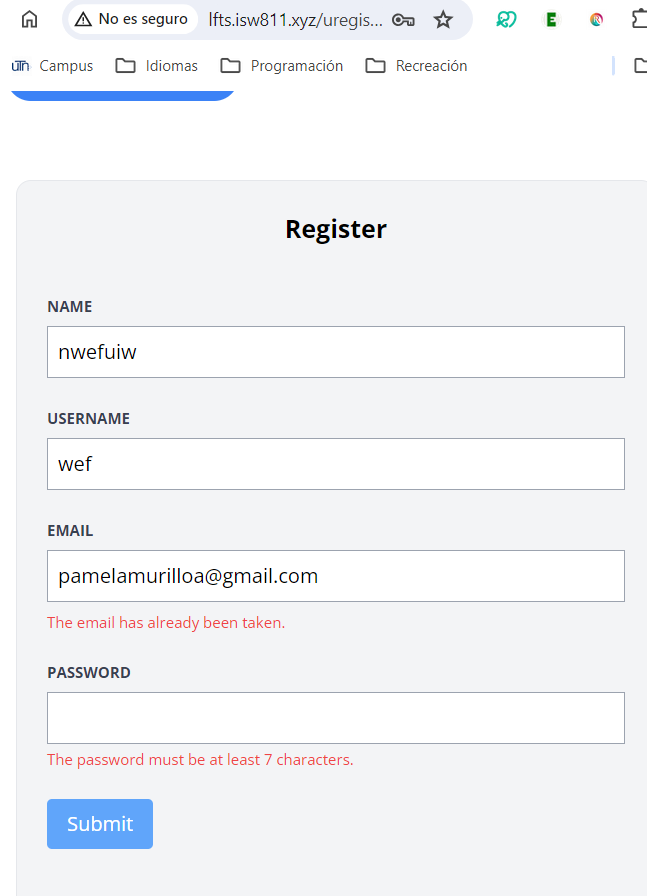 No es seguro lfts.isw811.xyz/uregis...
UTN Campus Idiomas Programación Recreación
Register
NAME
nwefuiw
USERNAME
wef
EMAIL
pamelamurilloa@gmail.com
The email has already been taken.
PASSWORD
The password must be at least 7 characters.
Submit